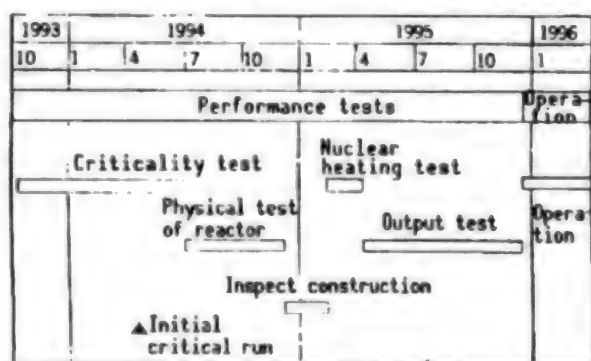 1993 1994 1995 1996
10 1 4 7 10 1 4 7 10 1
Performance tests
Opera-
tion
Criticality test
Nuclear
heating test
Physical test
of reactor
Output test
Opera-
tion
Inspect construction
▲Initial
critical run